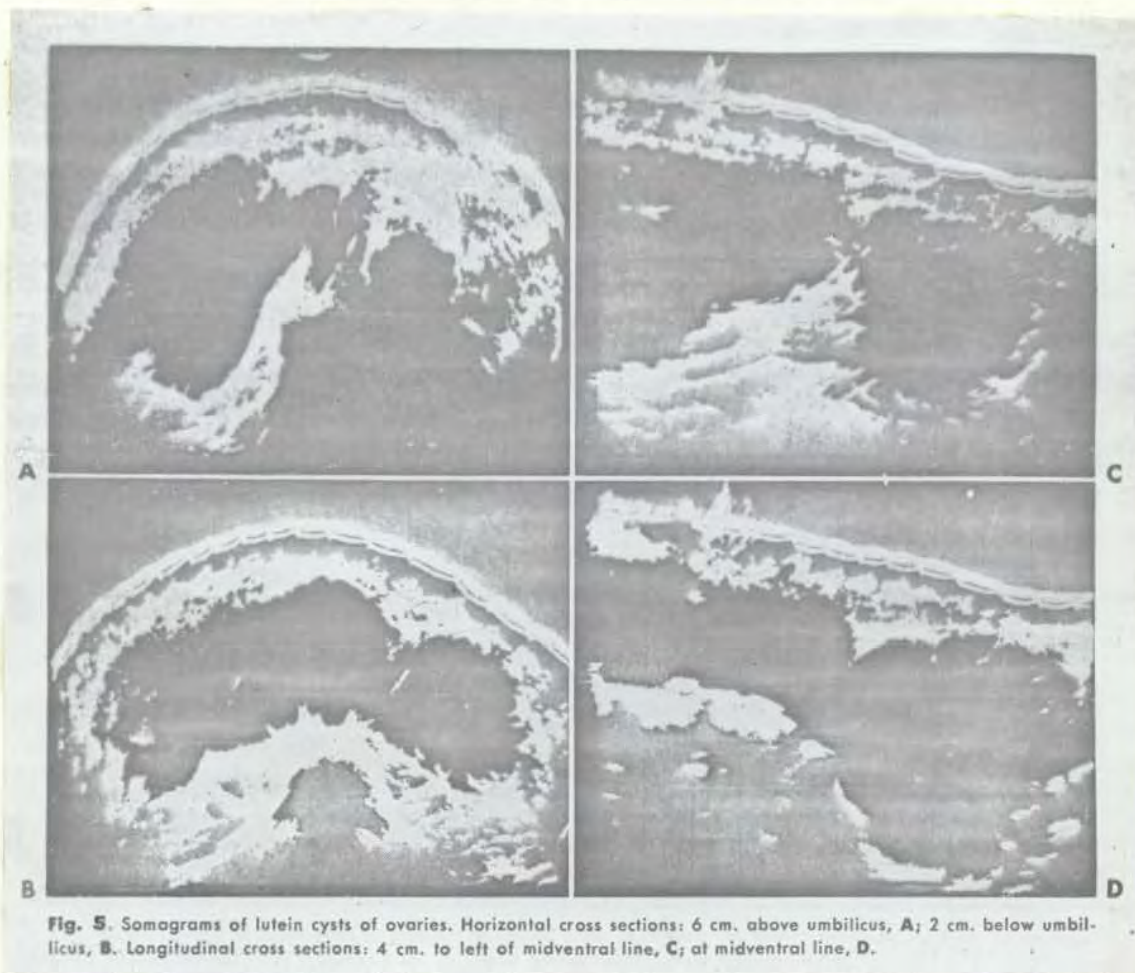 A
C
B
D
Fig. 5. Somagrams of lutein cysts of ovaries. Horizontal cross sections: 6 cm. above umbilicus, A; 2 cm. below umbil-
licus, B. Longitudinal cross sections: 4 cm. to left of midventral line, C; at midventral line, D.